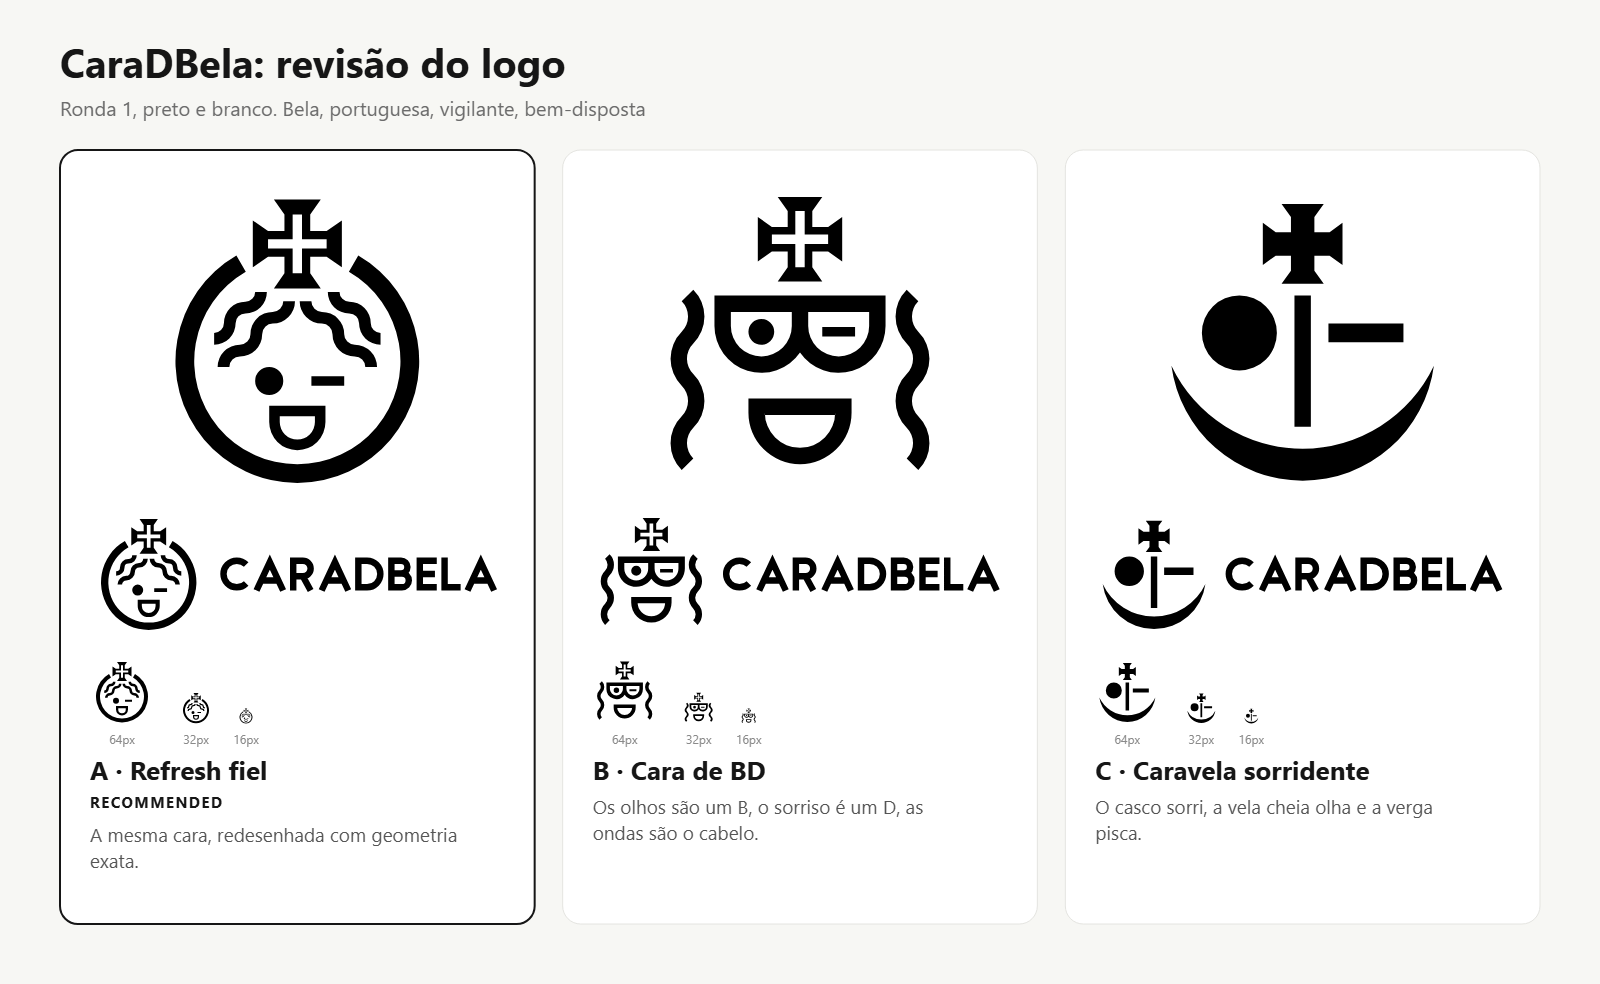 CaraDBela: revisão do logo
Ronda 1, preto e branco. Bela, portuguesa, vigilante, bem-disposta
CARADBELA
64px 32px 16px
A · Refresh fiel
RECOMMENDED
A mesma cara, redesenhada com geometria
exata.
CARADBELA
64px 32px 16px
B · Cara de BD
Os olhos são um B, o sorriso é um D, as
ondas são o cabelo.
CARADBELA
64px 32px 16px
C · Caravela sorridente
O casco sorri, a vela cheia olha e a verga
pisca.